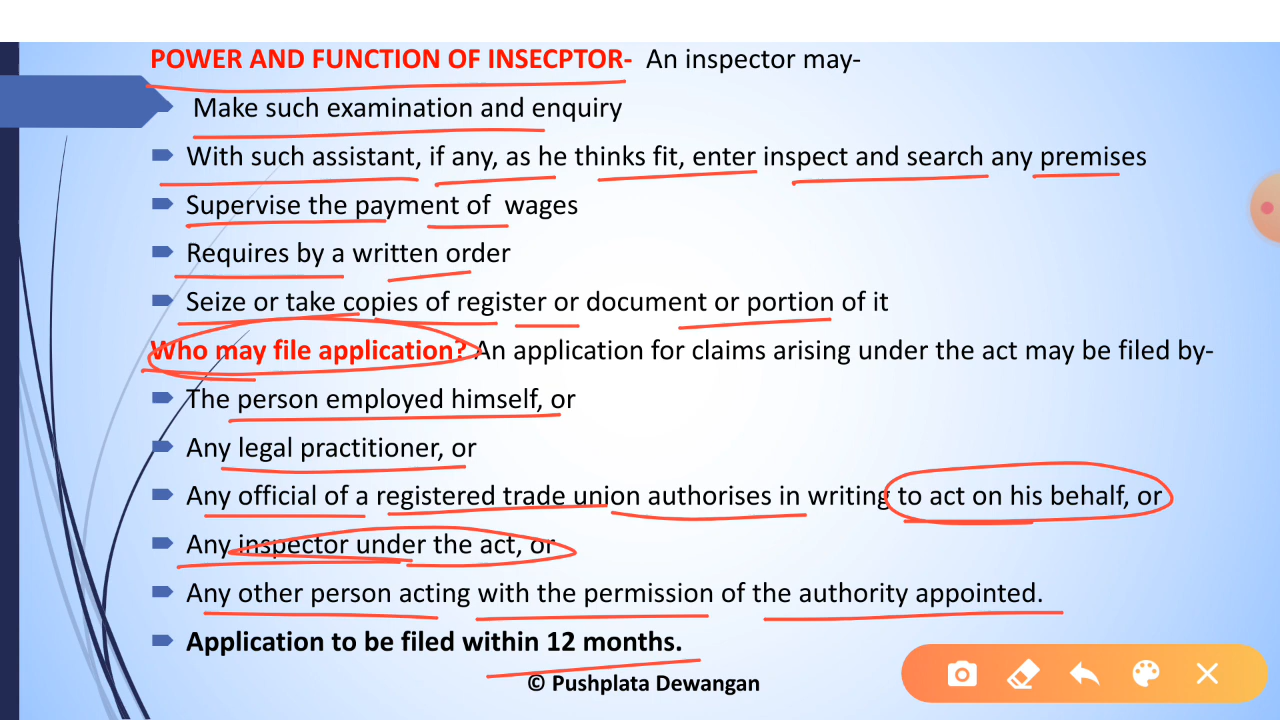 POWER AND FUNCTION OF INSECPTOR- An inspector may-
Make such examination and enquiry
With such assistant, if any, as he thinks fit, enter inspect and search any premises
Supervise the payment of wages
Requires by a written order
Seize or take copies of register or document or portion of it
Who may file application? An application for claims arising under the act may be filed by-
The person employed himself, or
Any legal practitioner, or
Any official of a registered trade union authorises in writing to act on his behalf, or
Any inspector under the act, or
Any other person acting with the permission of the authority appointed.
Application to be filed within 12 months.
© Pushplata Dewangan